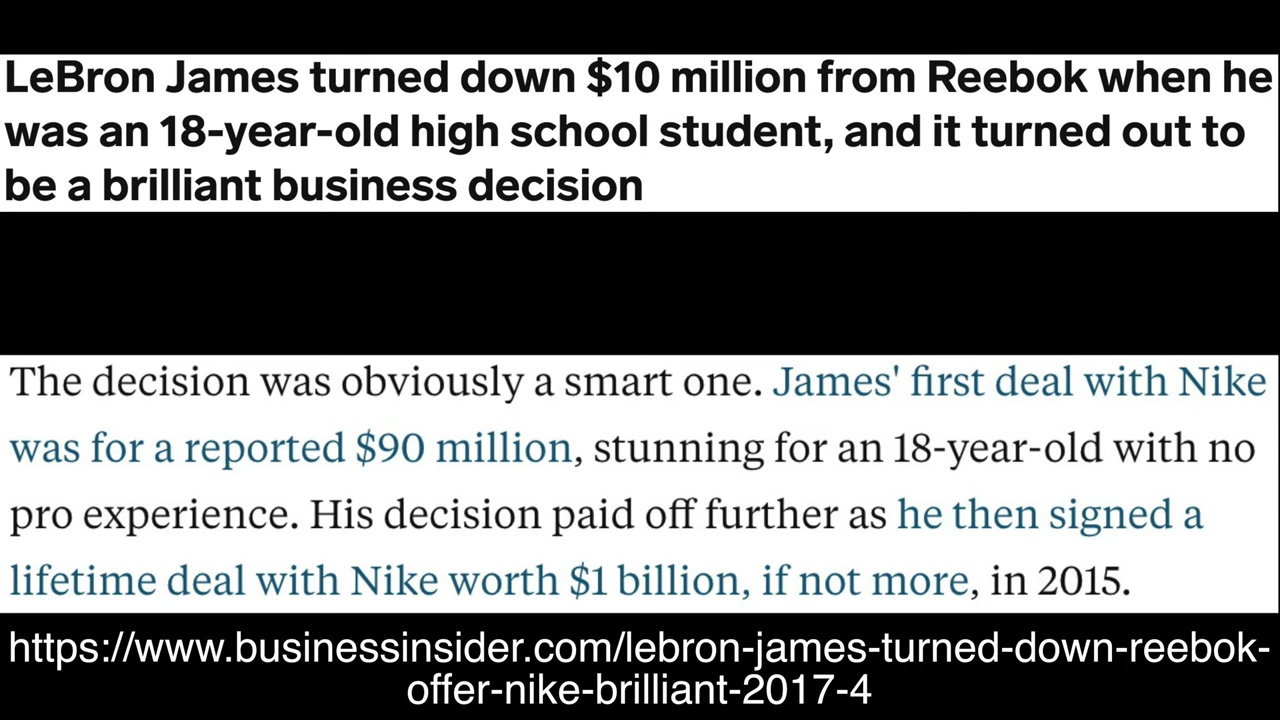 LeBron James turned down $10 million from Reebok when he
was an 18-year-old high school student, and it turned out to
be a brilliant business decision
The decision was obviously a smart one. James' first deal with Nike
was for a reported $90 million, stunning for an 18-year-old with no
pro experience. His decision paid off further as he then signed a
lifetime deal with Nike worth $1 billion, if not more, in 2015.
https://www.businessinsider.com/lebron-james-turned-down-reebok-
offer-nike-brilliant-2017-4